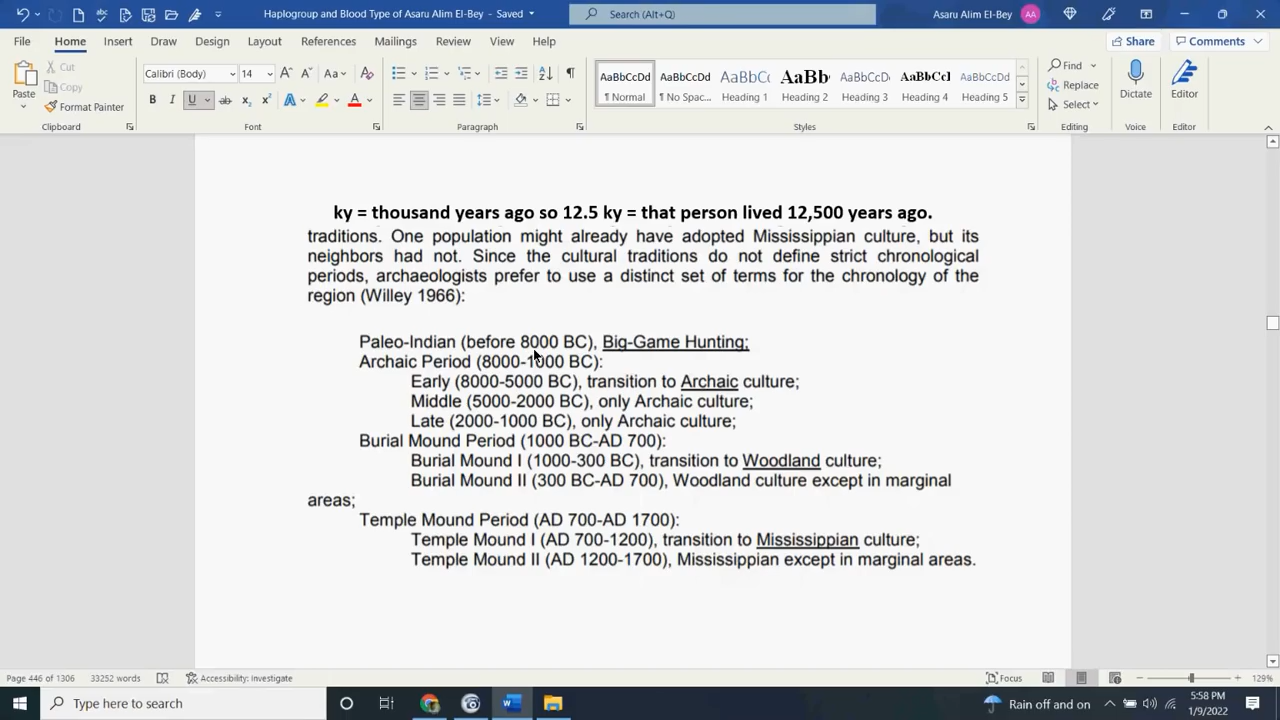 Haplogroup and Blood Type of Asaru Alim El-Bey - Saved
Search (Alt+Q)
Asaru Alim El-Bey
AA
File Home Insert Draw Design Layout References Mailings Review View Help
Share Comments
Paste
Cut
Copy
Format Painter
Calibri (Body) 14
AaBbCcDd AaBbCcDd AaBbCc AaBb AaBbCcDd AaBbCcI AaBbCcDd
¶ Normal ¶ No Spac... Heading 1 Heading 2 Heading 3 Heading 4 Heading 5
Find
Replace
Select
Dictate
Editor
Clipboard Font Paragraph Styles Editing Voice Editor
ky = thousand years ago so 12.5 ky = that person lived 12,500 years ago.
traditions. One population might already have adopted Mississippian culture, but its
neighbors had not. Since the cultural traditions do not define strict chronological
periods, archaeologists prefer to use a distinct set of terms for the chronology of the
region (Willey 1966):
Paleo-Indian (before 8000 BC), Big-Game Hunting;
Archaic Period (8000-1000 BC):
Early (8000-5000 BC), transition to Archaic culture;
Middle (5000-2000 BC), only Archaic culture;
Late (2000-1000 BC), only Archaic culture;
Burial Mound Period (1000 BC-AD 700):
Burial Mound I (1000-300 BC), transition to Woodland culture;
Burial Mound II (300 BC-AD 700), Woodland culture except in marginal
areas;
Temple Mound Period (AD 700-AD 1700):
Temple Mound I (AD 700-1200), transition to Mississippian culture;
Temple Mound II (AD 1200-1700), Mississippian except in marginal areas.
Page 446 of 1306 33252 words Accessibility: Investigate Focus 129%
Type here to search
Rain off and on
5:58 PM
1/9/2022